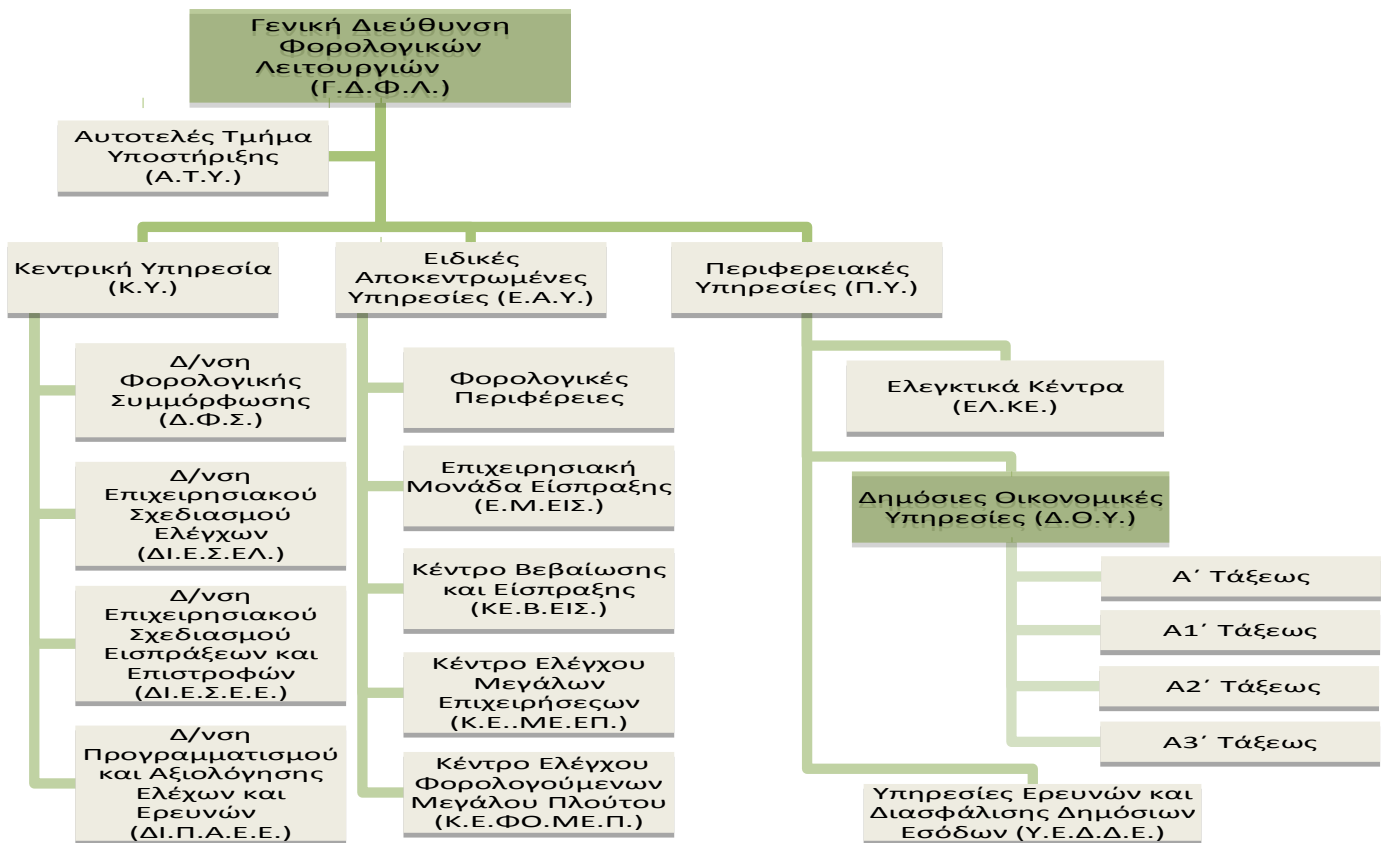 Γενική Διεύθυνση
Φορολογικών
Λειτουργιών
(Γ.Δ.Φ.Λ.)
Αυτοτελές Τμήμα
Υποστήριξης
(Α.Τ.Υ.)
Κεντρική Υπηρεσία
(Κ.Υ.)
Δ/νση
Φορολογικής
Συμμόρφωσης
(Δ.Φ.Σ.)
Δ/νση
Επιχειρησιακού
Σχεδιασμού
Ελέγχων
(ΔΙ.Ε.Σ.ΕΛ.)
Δ/νση
Επιχειρησιακού
Σχεδιασμού
Εισπράξεων και
Επιστροφών
(ΔΙ.Ε.Σ.Ε.Ε.)
Δ/νση
Προγραμματισμού
και Αξιολόγησης
Ελέχων και
Ερευνών
(ΔΙ.Π.Α.Ε.Ε.)
Ειδικές
Αποκεντρωμένες
Υπηρεσίες (Ε.Α.Υ.)
Φορολογικές
Περιφέρειες
Επιχειρησιακή
Μονάδα Είσπραξης
(Ε.Μ.ΕΙΣ.)
Κέντρο Βεβαίωσης
και Είσπραξης
(ΚΕ.Β.ΕΙΣ.)
Κέντρο Ελέγχου
Μεγάλων
Επιχειρήσεςων
(Κ.Ε..ΜΕ.ΕΠ.)
Κέντρο Ελέγχου
Φορολογούμενων
Μεγάλου Πλούτου
(Κ.Ε.ΦΟ.ΜΕ.Π.)
Περιφερειακές
Υπηρεσίες (Π.Υ.)
Ελεγκτικά Κέντρα
(ΕΛ.ΚΕ.)
Δημόσιες Οικονομικές
Υπηρεσίες (Δ.Ο.Υ.)
Α΄ Τάξεως
Α1΄ Τάξεως
Α2΄ Τάξεως
Α3΄ Τάξεως
Υπηρεσίες Ερευνών και
Διασφάλισης Δημόσιων
Εσόδων (Υ.Ε.Δ.Δ.Ε.)